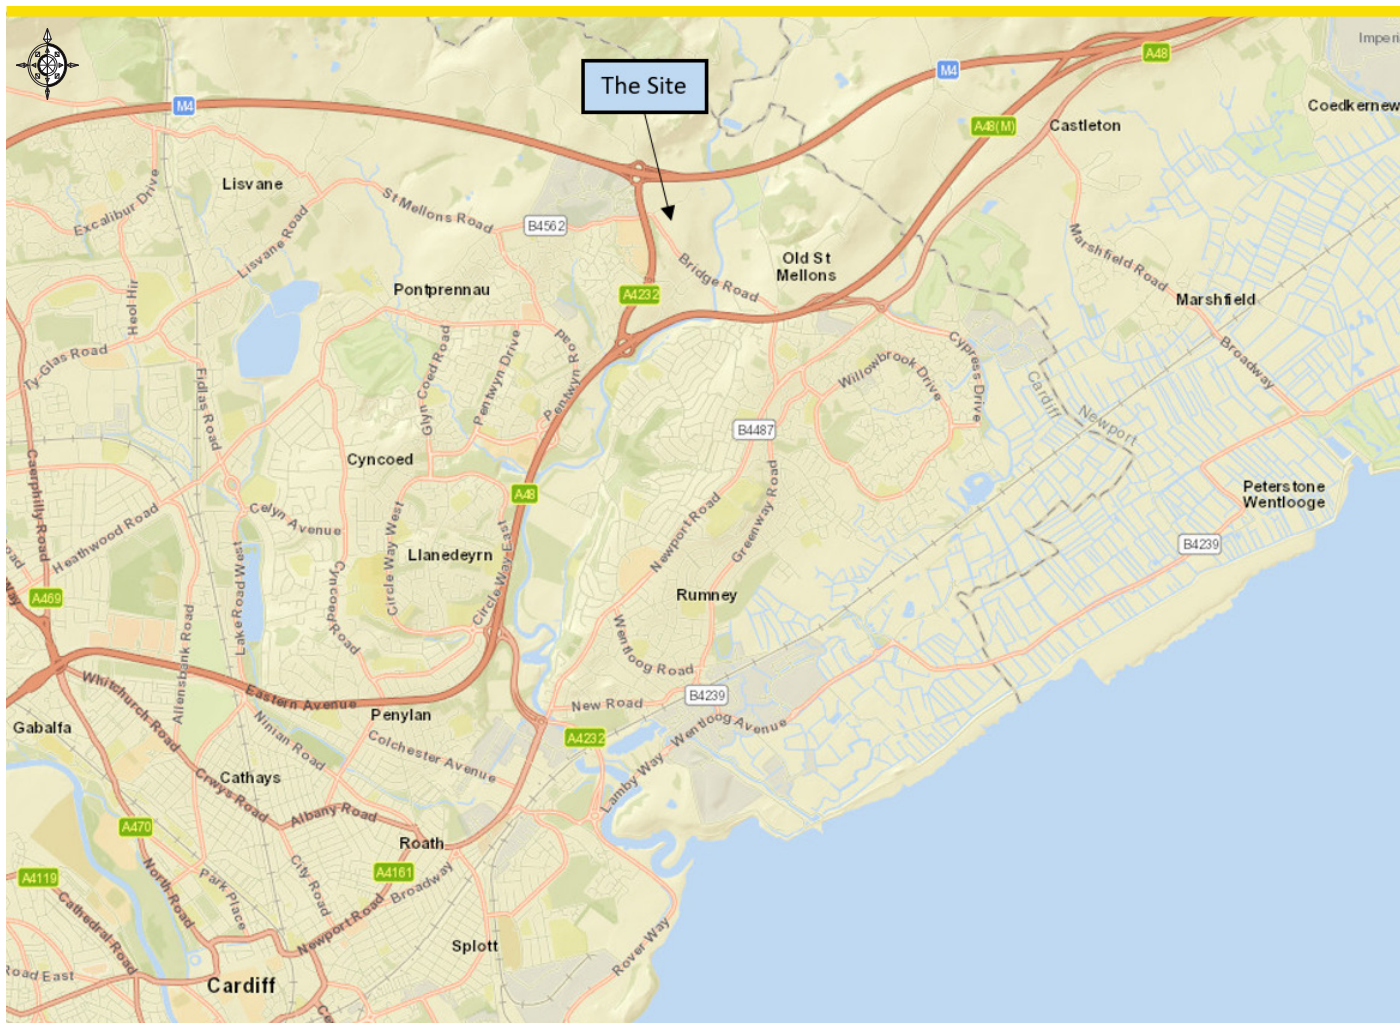 Imperi
A48
M4
The Site
M4
Coedkernew
A48(M)
Castleton
Lisvane
Excalibur Drive
St Mellons Road
B4562
Lisvane Road
Marshfield Road
Old St
Mellons
Bridge Road
Pontprennau
A4232
Marshfield
Heol Hir
Ty-Glas Road
Fidlas Road
Glyn Coed Road
Pentwyn Drive
Pentwyn Road
Willowbrook Drive
Cypress Drive
Broadway
Cardiff
Newport
B4487
Cyncoed
Caerphilly Road
A48
Peterstone
Wentlooge
Heathwood Road
Celyn Avenue
Circle Way West
Newport Road
Greenway Road
B4239
Llanedeyrn
Circle Way East
Lake Road West
Cyncoed Road
oad
way
A469
Rumney
Allensbank Road
Wentloog Road
Whitchurch Road
Eastern Avenue
New Road
B4239
Gabalfa
Penylan
Ninian Road
Colchester Avenue
A4232
Wentloog Avenue
Lamby Way
Cathays
Crwys Road
Albany Road
A470
Roath
A4161
A4119
North Road
Park Place
City Road
Broadway
Cathedral Road
Newport Road
Splott
Rover Way
Road East
Cardiff
Ce